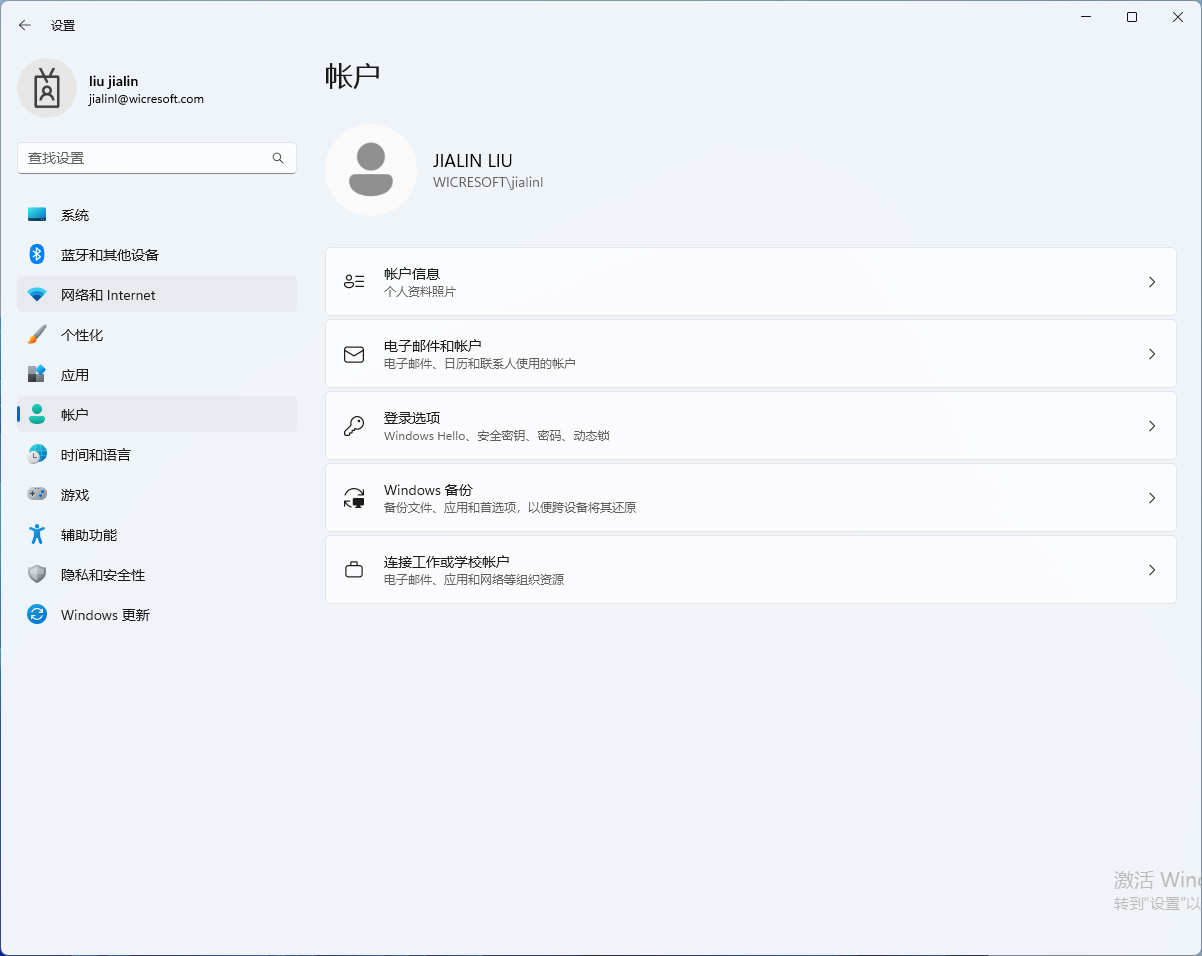 设置
liu jialin
jialinl@wicresoft.com
查找设置
系统
蓝牙和其他设备
网络和 Internet
个性化
应用
帐户
时间和语言
游戏
辅助功能
隐私和安全性
Windows 更新
帐户
JIALIN LIU
WICRESOFT\jialinl
帐户信息
个人资料照片
电子邮件和帐户
电子邮件、日历和联系人使用的帐户
登录选项
Windows Hello、安全密钥、密码、动态锁
Windows 备份
备份文件、应用和首选项，以便跨设备将其还原
连接工作或学校帐户
电子邮件、应用和网络等组织资源
激活 Win
转到“设置”以